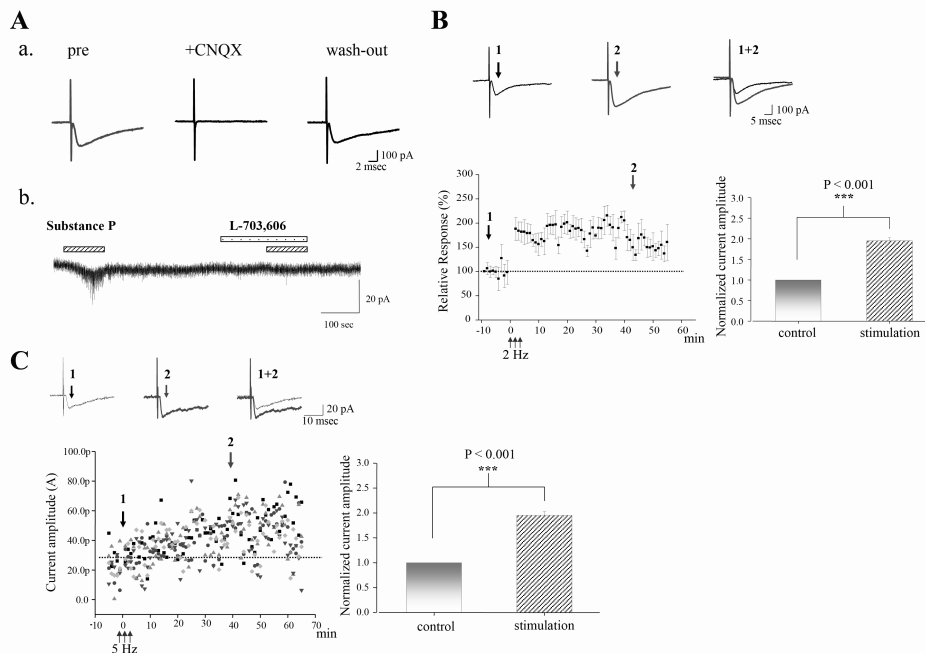 A
a.
pre
+CNQX
wash-out
100 pA
2 msec
b.
Substance P
L-703,606
20 pA
100 sec
B
1
2
1+2
100 pA
5 msec
Relative Response (%)
300
250
200
150
100
50
0
1
2
-10 0 10 20 30 40 50 60
min
2 Hz
P < 0.001
***
Normalized current amplitude
3.0
2.5
2.0
1.5
1.0
0.5
0.0
control
stimulation
C
1
2
1+2
20 pA
10 msec
Current amplitude (A)
100.0p
80.0p
60.0p
40.0p
20.0p
0.0
1
2
-10 0 10 20 30 40 50 60 70
min
5 Hz
P < 0.001
***
Normalized current amplitude
3.0
2.5
2.0
1.5
1.0
0.5
0.0
control
stimulation